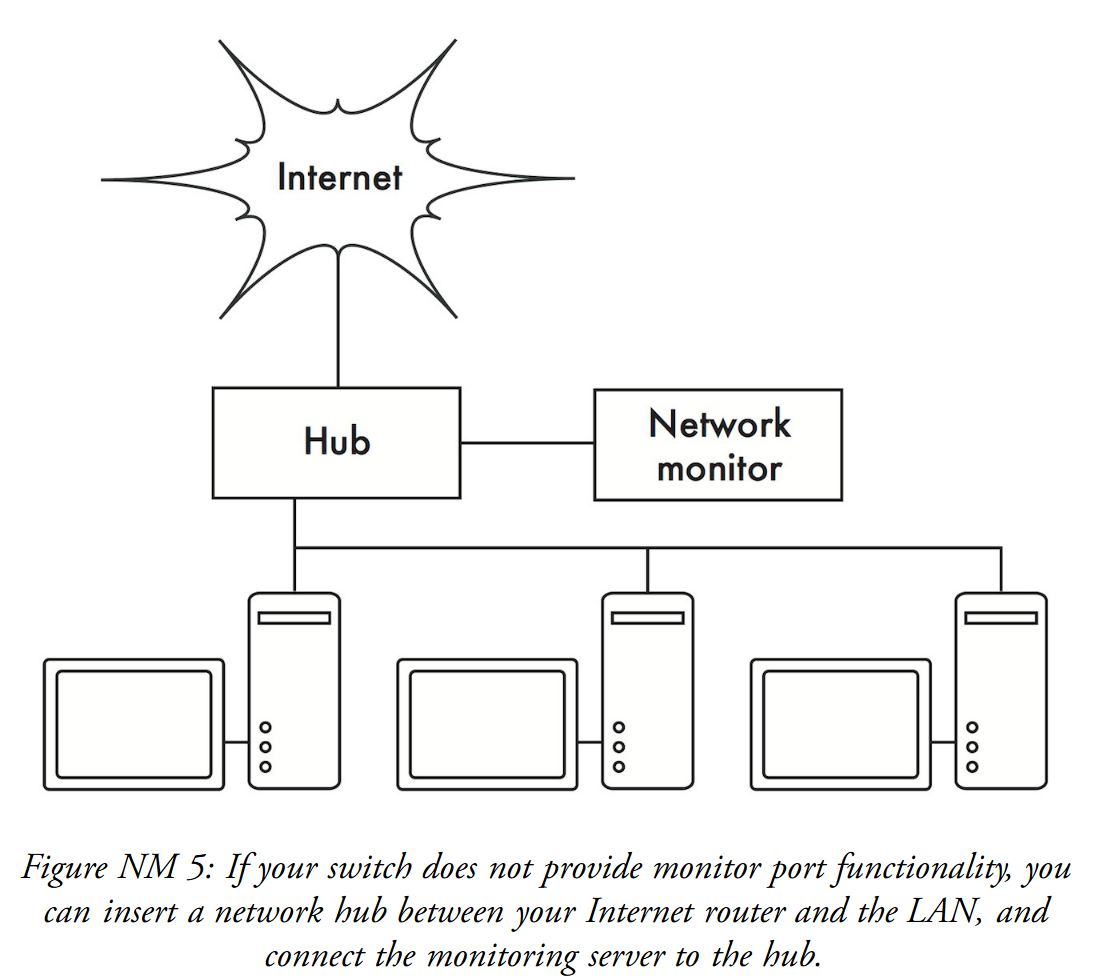 Internet
Hub
Network
monitor
Figure NM 5: If your switch does not provide monitor port functionality, you
can insert a network hub between your Internet router and the LAN, and
connect the monitoring server to the hub.